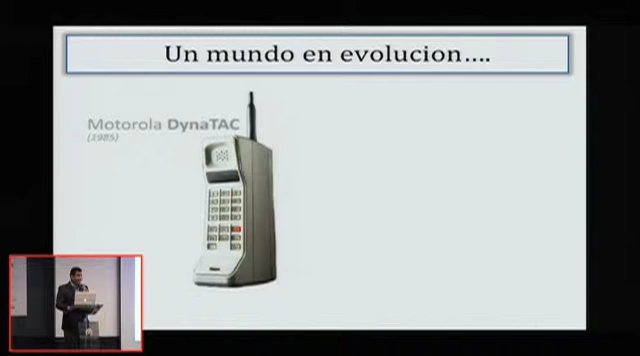 Un mundo en evolucion....
Motorola DynaTAC
(1985)